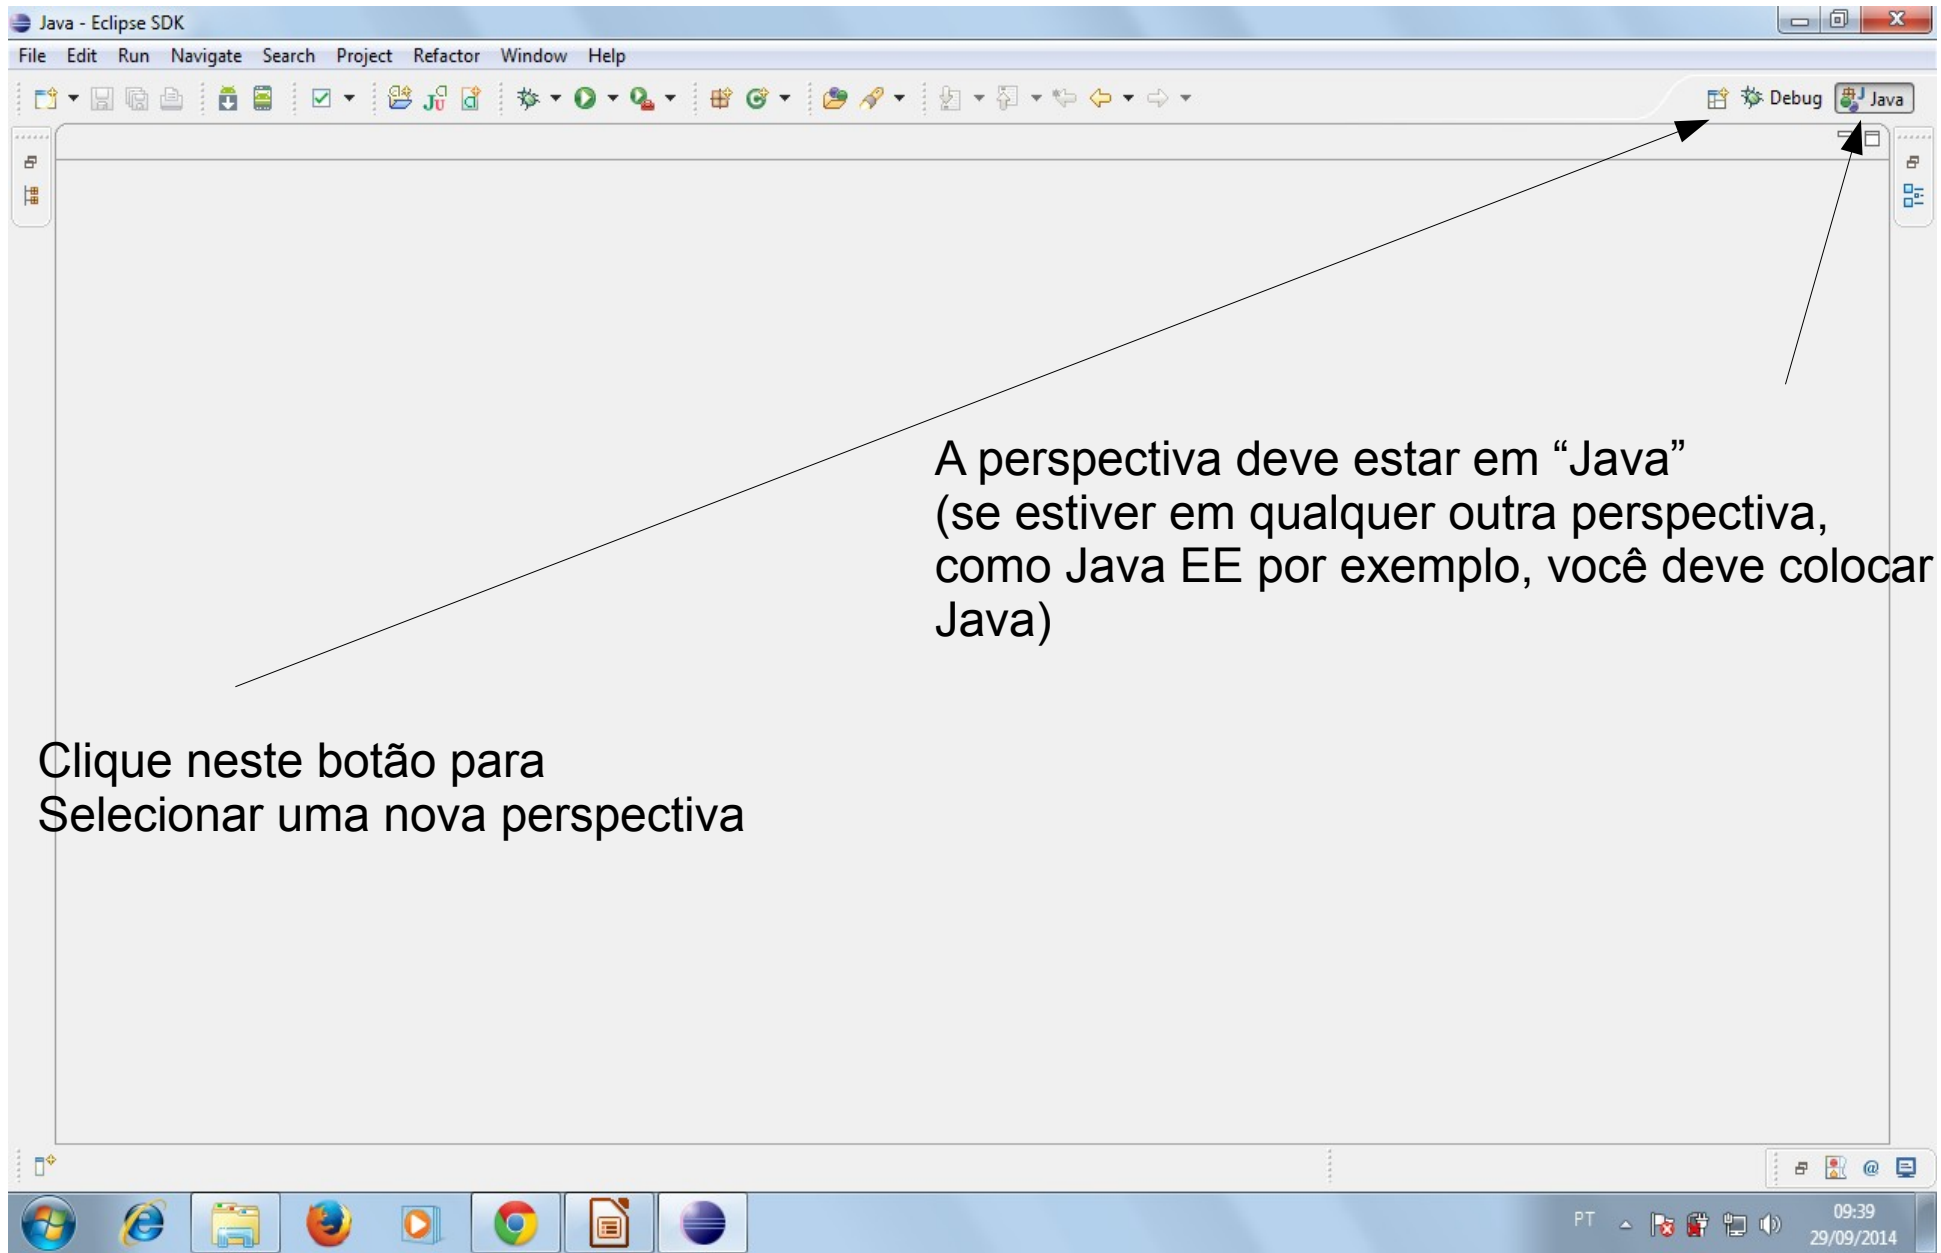 Java - Eclipse SDK
File Edit Run Navigate Search Project Refactor Window Help
Debug Java
A perspectiva deve estar em “Java”
(se estiver em qualquer outra perspectiva,
como Java EE por exemplo, você deve colocar
Java)
Clique neste botão para
Selecionar uma nova perspectiva
PT
09:39
29/09/2014